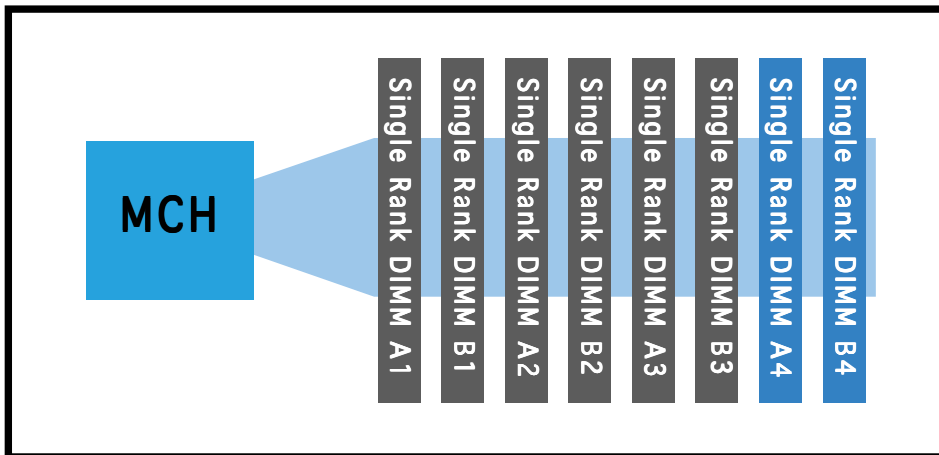 MCH
Single Rank DIMM A1
Single Rank DIMM B1
Single Rank DIMM A2
Single Rank DIMM B2
Single Rank DIMM A3
Single Rank DIMM B3
Single Rank DIMM A4
Single Rank DIMM B4